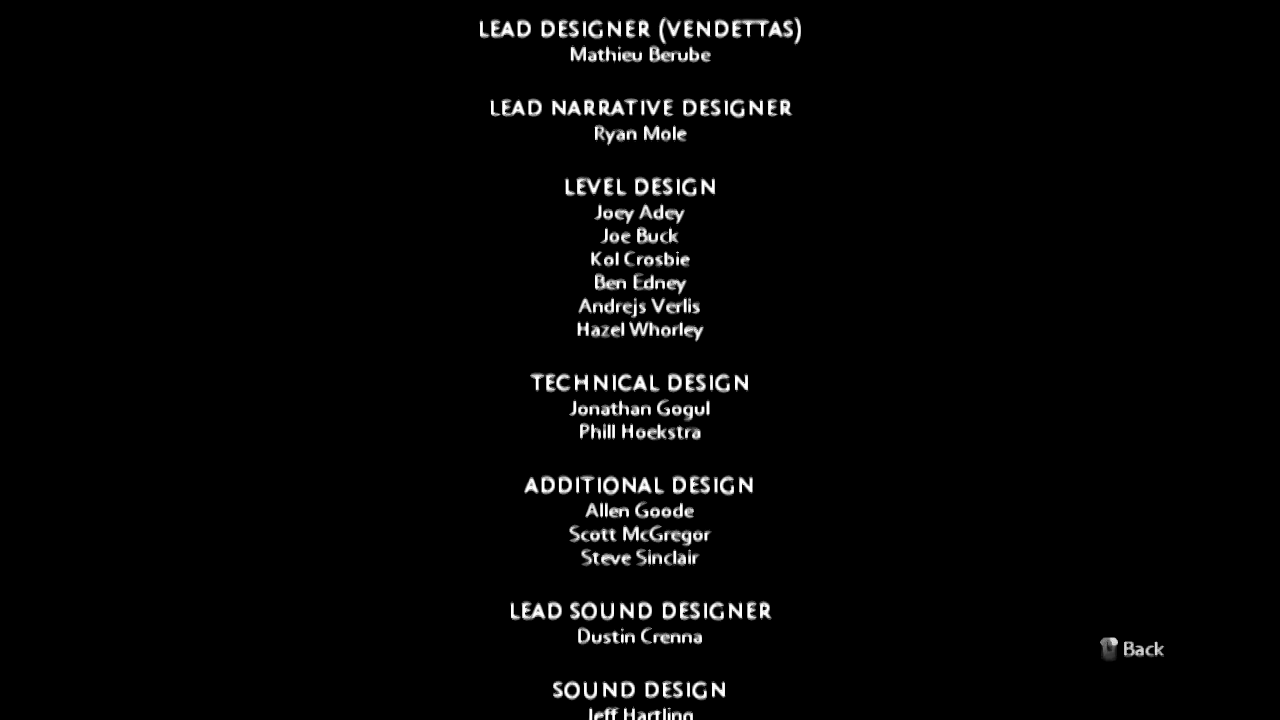 LEAD DESIGNER (VENDETTAS)
Mathieu Berube
LEAD NARRATIVE DESIGNER
Ryan Mole
LEVEL DESIGN
Joey Adey
Joe Buck
Kol Crosbie
Ben Edney
Andrejs Verlis
Hazel Whorley
TECHNICAL DESIGN
Jonathan Gogul
Phill Hoekstra
ADDITIONAL DESIGN
Allen Goode
Scott McGregor
Steve Sinclair
LEAD SOUND DESIGNER
Dustin Crenna
Back
SOUND DESIGN
Jeff Hartling